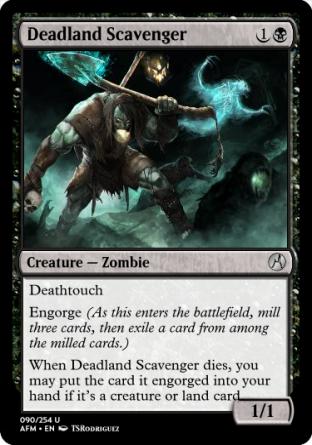 Deadland Scavenger 1
Creature — Zombie
Deathtouch
Engorge (As this enters the battlefield, mill
three cards, then exile a card from among
the milled cards.)
When Deadland Scavenger dies, you
may put the card it engorged into your
hand if it's a creature or land card.
1/1
090/254 U
AFM • EN TSRodriguez